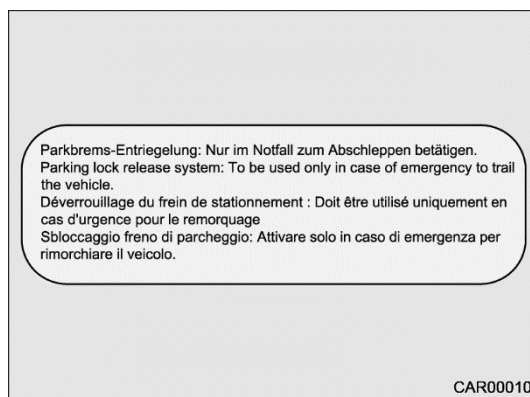 Parkbrems-Entriegelung: Nur im Notfall zum Abschleppen betätigen.
Parking lock release system: To be used only in case of emergency to trail
the vehicle.
Déverrouillage du frein de stationnement : Doit être utilisé uniquement en
cas d'urgence pour le remorquage
Sbloccaggio freno di parcheggio: Attivare solo in caso di emergenza per
rimorchiare il veicolo.
CAR00010